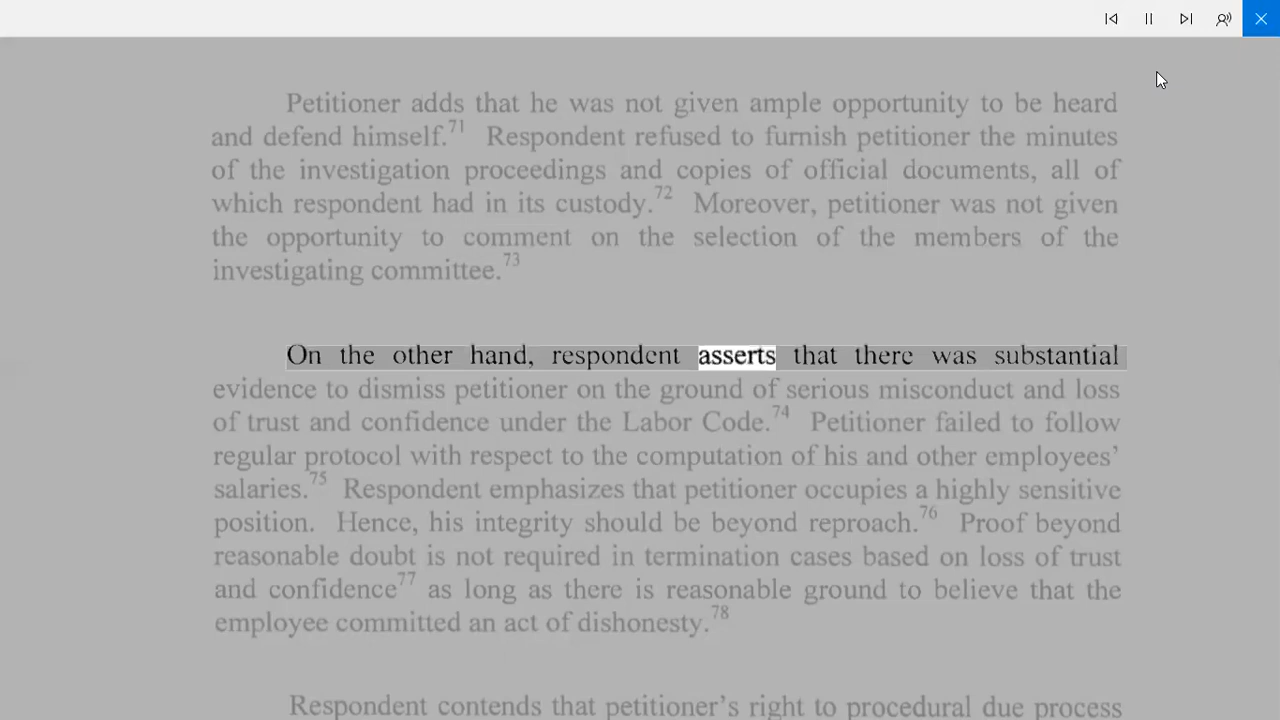 Petitioner adds that he was not given ample opportunity to be heard
and defend himself.71 Respondent refused to furnish petitioner the minutes
of the investigation proceedings and copies of official documents, all of
which respondent had in its custody.72 Moreover, petitioner was not given
the opportunity to comment on the selection of the members of the
investigating committee.73
On the other hand, respondent asserts that there was substantial
evidence to dismiss petitioner on the ground of serious misconduct and loss
of trust and confidence under the Labor Code.74 Petitioner failed to follow
regular protocol with respect to the computation of his and other employees’
salaries.75 Respondent emphasizes that petitioner occupies a highly sensitive
position. Hence, his integrity should be beyond reproach.76 Proof beyond
reasonable doubt is not required in termination cases based on loss of trust
and confidence77 as long as there is reasonable ground to believe that the
employee committed an act of dishonesty.78
Respondent contends that petitioner’s right to procedural due process